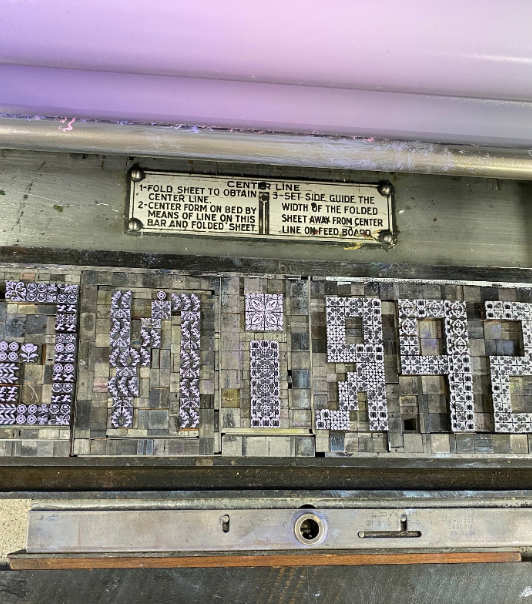 CENTER LINE
1-FOLD SHEET TO OBTAIN
CENTER LINE.
2-CENTER FORM ON BED BY
MEANS OF LINE ON THIS
BAR AND FOLDED SHEET.
3-SET SIDE GUIDE THE
WIDTH OF THE FOLDED
SHEET AWAY FROM CENTER
LINE ON FEED BOARD.